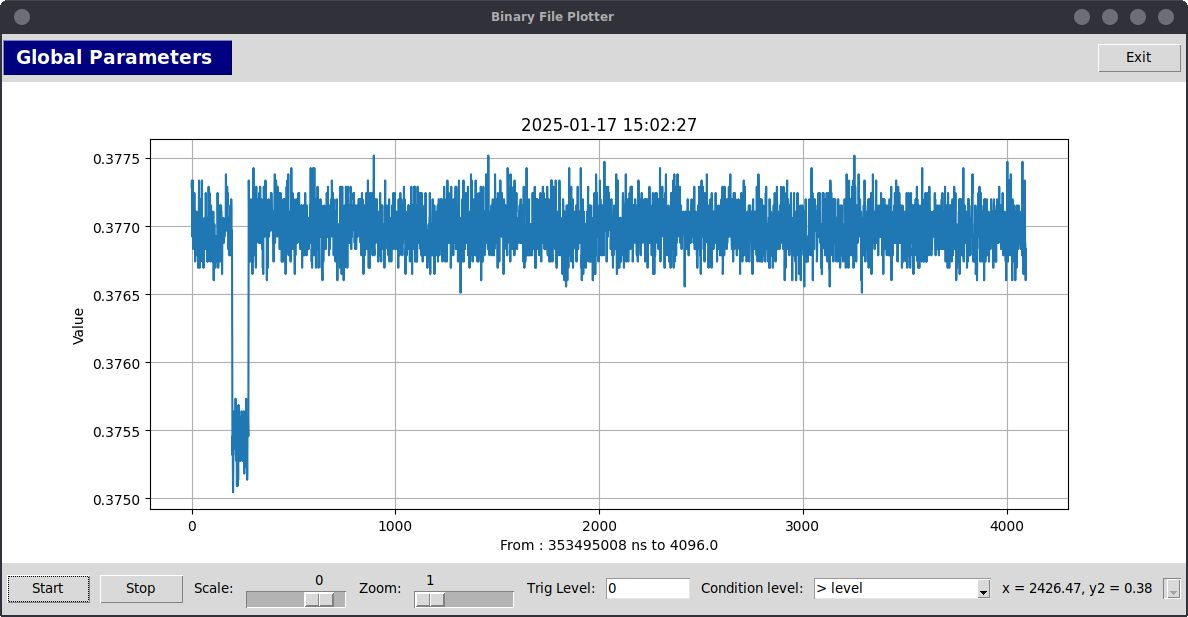 Binary File Plotter
Global Parameters
Exit
2025-01-17 15:02:27
0.3775
0.3770
0.3765
0.3760
0.3755
0.3750
Value
0 1000 2000 3000 4000
From : 353495008 ns to 4096.0
Start Stop Scale: 0 Zoom: 1 Trig Level: 0 Condition level: > level x = 2426.47, y2 = 0.38